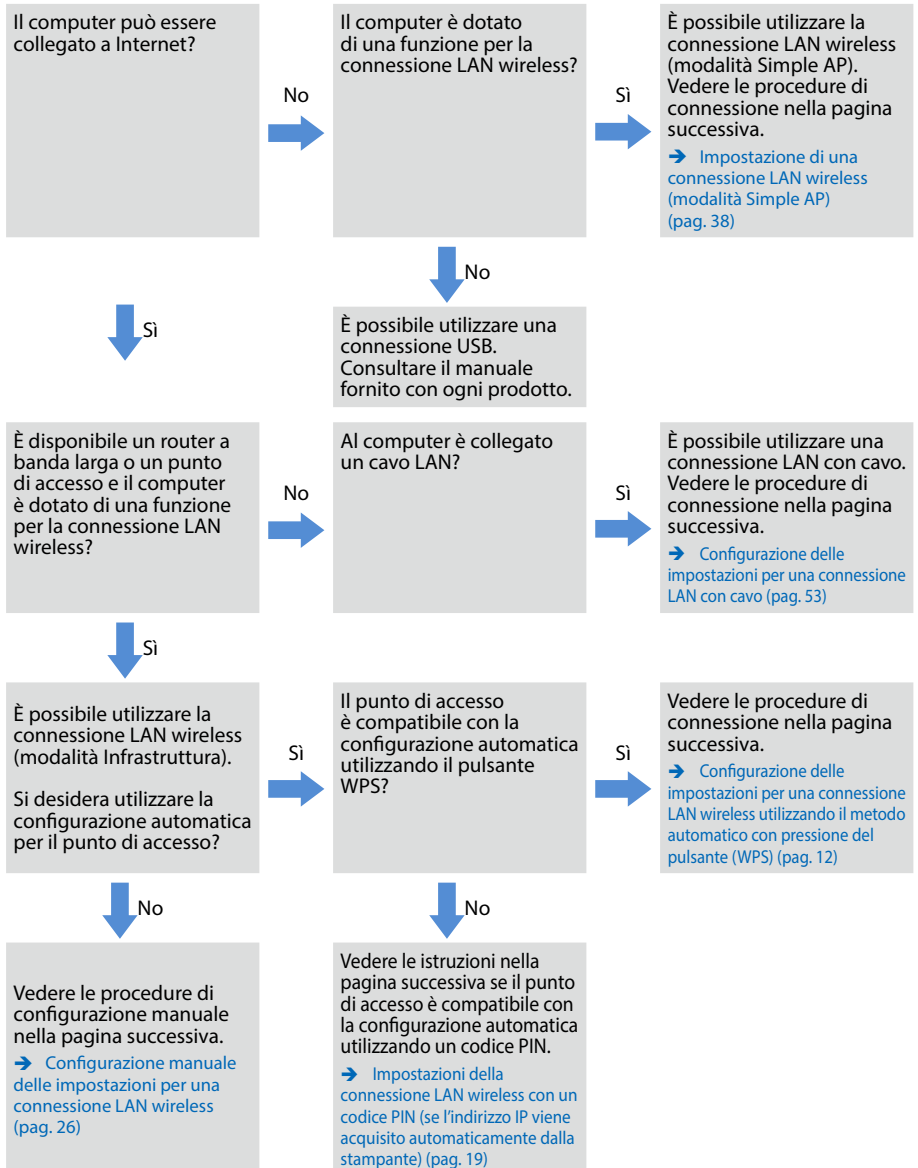 Il computer può essere
collegato a Internet?
No
Il computer è dotato
di una funzione per la
connessione LAN wireless?
Sì
È possibile utilizzare la
connessione LAN wireless
(modalità Simple AP).
Vedere le procedure di
connessione nella pagina
successiva.
➔ Impostazione di una
connessione LAN wireless
(modalità Simple AP)
(pag. 38)
Sì
No
È possibile utilizzare una
connessione USB.
Consultare il manuale
fornito con ogni prodotto.
È disponibile un router a
banda larga o un punto
di accesso e il computer
è dotato di una funzione
per la connessione LAN
wireless?
No
Al computer è collegato
un cavo LAN?
Sì
È possibile utilizzare una
connessione LAN con cavo.
Vedere le procedure di
connessione nella pagina
successiva.
➔ Configurazione delle
impostazioni per una connessione
LAN con cavo (pag. 53)
Sì
È possibile utilizzare la
connessione LAN wireless
(modalità Infrastruttura).
Si desidera utilizzare la
configurazione automatica
per il punto di accesso?
Sì
Il punto di accesso
è compatibile con la
configurazione automatica
utilizzando il pulsante
WPS?
Sì
Vedere le procedure di
connessione nella pagina
successiva.
➔ Configurazione delle
impostazioni per una connessione
LAN wireless utilizzando il metodo
automatico con pressione del
pulsante (WPS) (pag. 12)
No
No
Vedere le procedure di
configurazione manuale
nella pagina successiva.
➔ Configurazione manuale
delle impostazioni per una
connessione LAN wireless
(pag. 26)
Vedere le istruzioni nella
pagina successiva se il punto
di accesso è compatibile con
la configurazione automatica
utilizzando un codice PIN.
➔ Impostazioni della
connessione LAN wireless con un
codice PIN (se l'indirizzo IP viene
acquisito automaticamente dalla
stampante) (pag. 19)